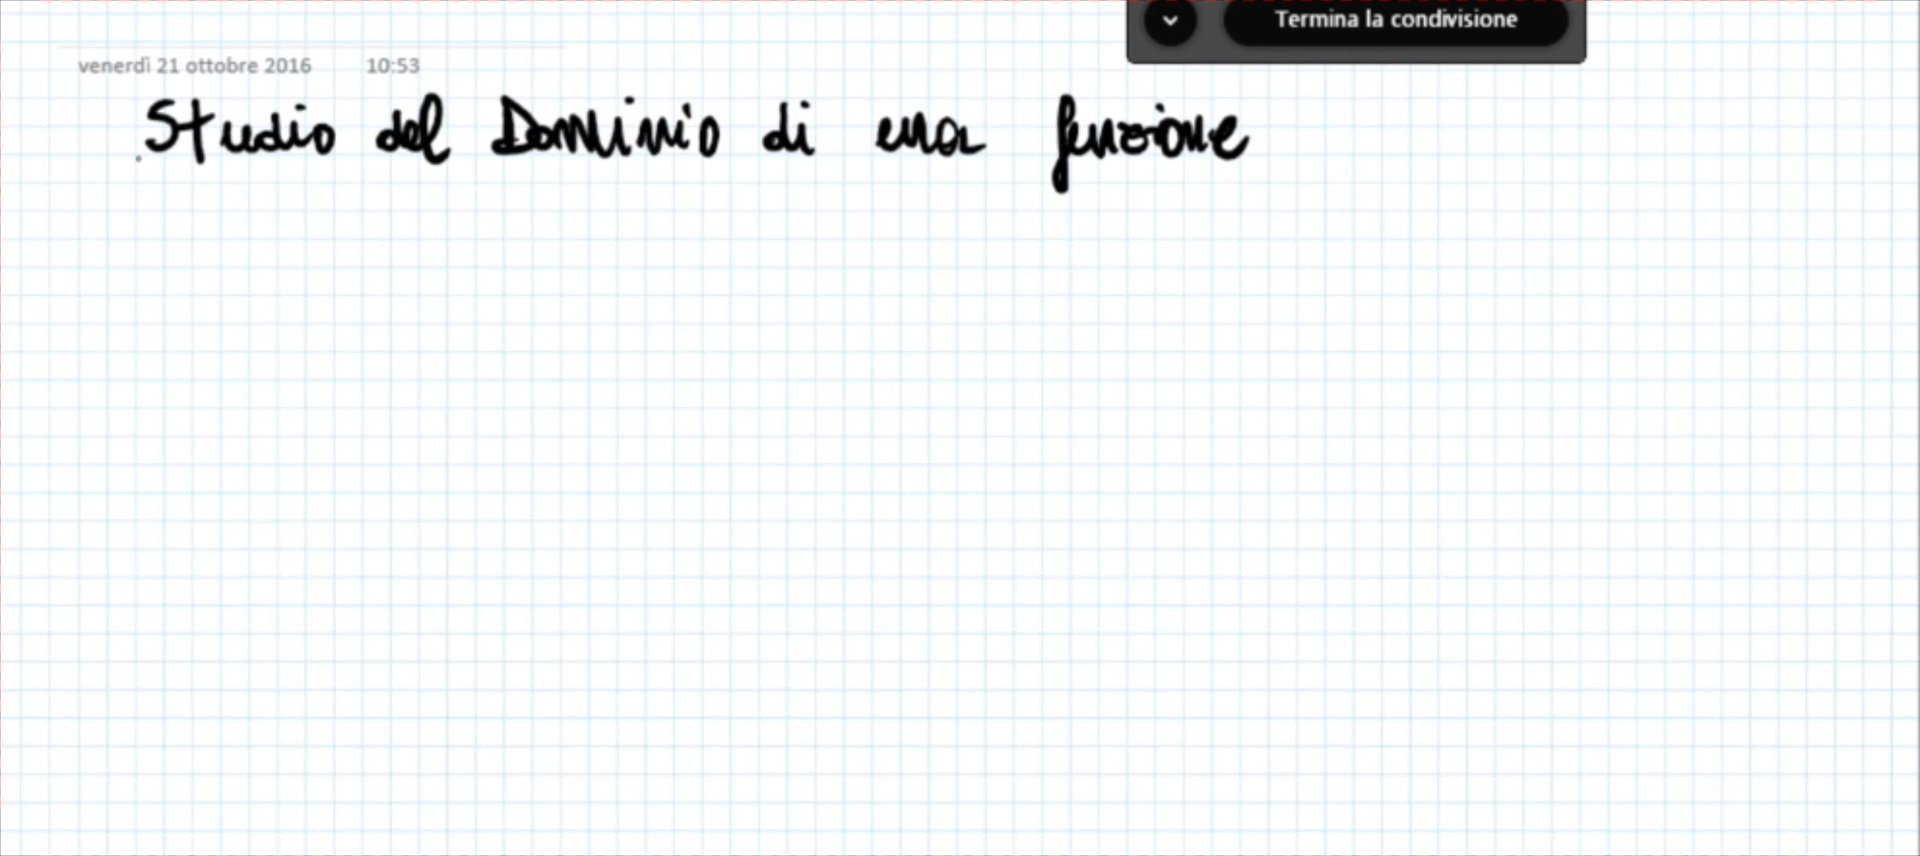 Termina la condivisione
venerdì 21 ottobre 2016 10:53
Studio del Dominio di una funzione